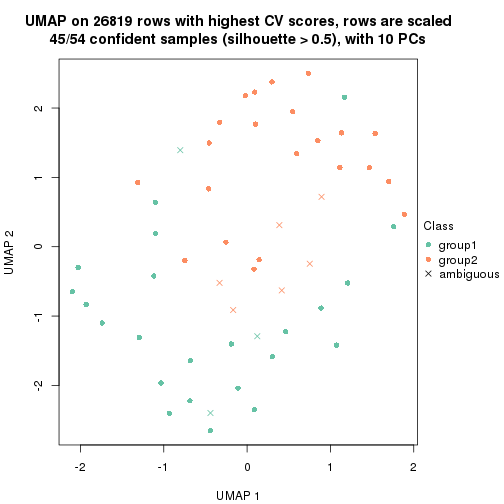 UMAP on 26819 rows with highest CV scores, rows are scaled
45/54 confident samples (silhouette > 0.5), with 10 PCs
2
1
0
-1
-2
UMAP 2
Class
group1
group2
ambiguous
-2
-1
0
1
2
UMAP 1